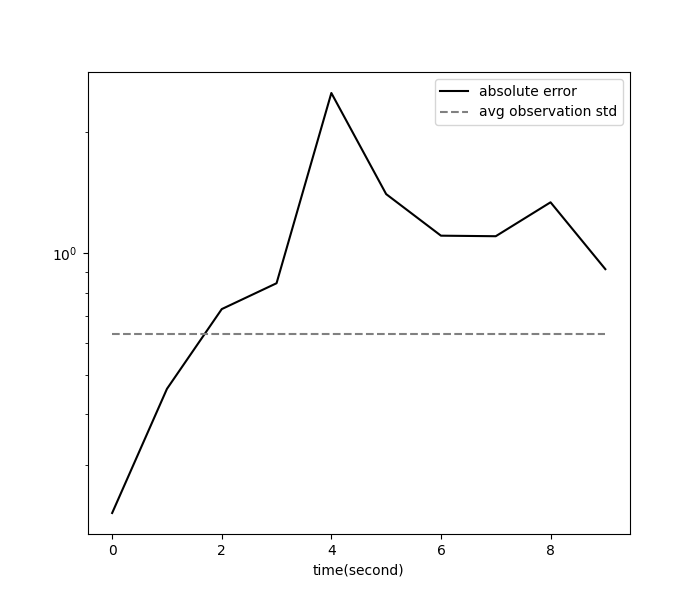 absolute error
avg observation std
10⁰
0 2 4 6 8
time(second)